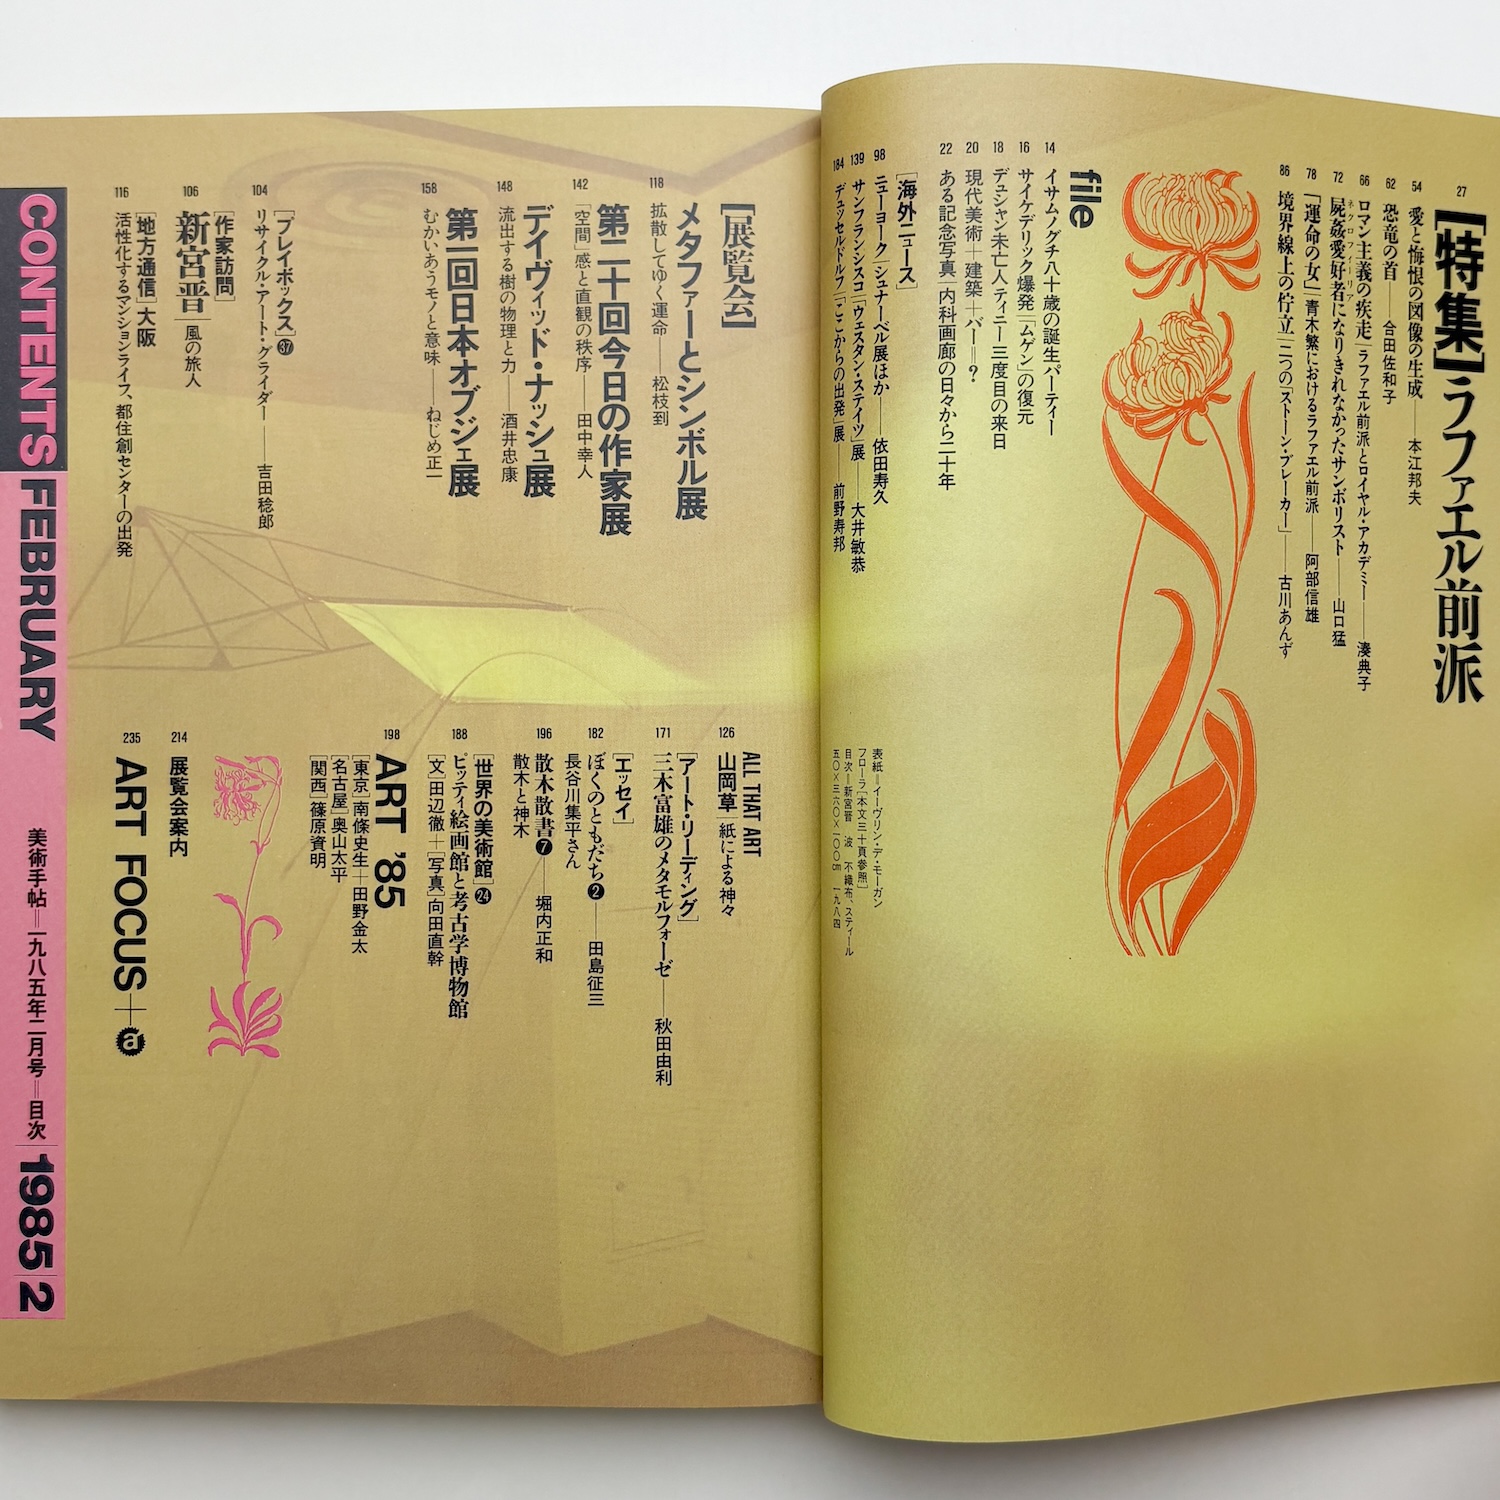 27
[特集]ラファエル前派
54
愛と悔恨の図像の生成——本江邦夫
62
恐竜の首——合田佐和子
66
ロマン主義の疾走|ラファエル前派とロイヤル・アカデミー——湊典子
72
屍姦愛好者になりきれなかったサンボリスト——山口猛
ネクロフィーリア
78
「運命の女」|青木繁におけるラファエル前派——阿部信雄
86
境界線上の佇立|二つの「ストーン・ブレーカー」——古川あんず
file
14
イサムノグチ八十歳の誕生パーティー
16
サイケデリック爆発|「ムゲン」の復元
18
デュシャン未亡人ティニー三度目の来日
20
現代美術＋建築＋バー＝?
22
ある記念写真|内科画廊の日々から二十年
[海外ニュース]
98
ニューヨーク|シュナーベル展ほか——依田寿久
139
サンフランシスコ|「ウェスタン・ステイツ」展——大井敏恭
184
デュッセルドルフ|「ここからの出発」展——前野寿邦
表紙＝イーヴリン・デ・モーガン
フローラ[本文三十頁参照]
目次＝新宮晋　波　不織布、スティール
五〇×三六〇×一〇〇cm　一九八四
[展覧会]
メタファーとシンボル展
118
拡散してゆく運命——松枝到
第二十回今日の作家展
142
「空間」感と直観の秩序——田中幸人
デイヴィッド・ナッシュ展
148
流出する樹の物理と力——酒井忠康
第一回日本オブジェ展
158
むかいあうモノと意味——ねじめ正一
[プレイボックス]37
104
リサイクル・アート・グライダー——吉田稔郎
[作家訪問]
106
新宮晋|風の旅人
[地方通信]大阪
116
活性化するマンションライフ、都住創センターの出発
ALL THAT ART
126
山岡草|紙による神々
[アート・リーディング]
171
三木富雄のメタモルフォーゼ——秋田由利
[エッセイ]
182
ぼくのともだち2——田島征三
長谷川集平さん
196
散木散書7——堀内正和
散木と神木
[世界の美術館]24
188
ピッティ絵画館と考古学博物館
[文]田辺徹＋[写真]向田直幹
198
ART '85
[東京]南條史生＋田野金太
[名古屋]奥山太平
[関西]篠原資明
214
展覧会案内
235
ART FOCUS＋a
CONTENTS FEBRUARY
美術手帖＝一九八五年二月号＝目次
1985|2